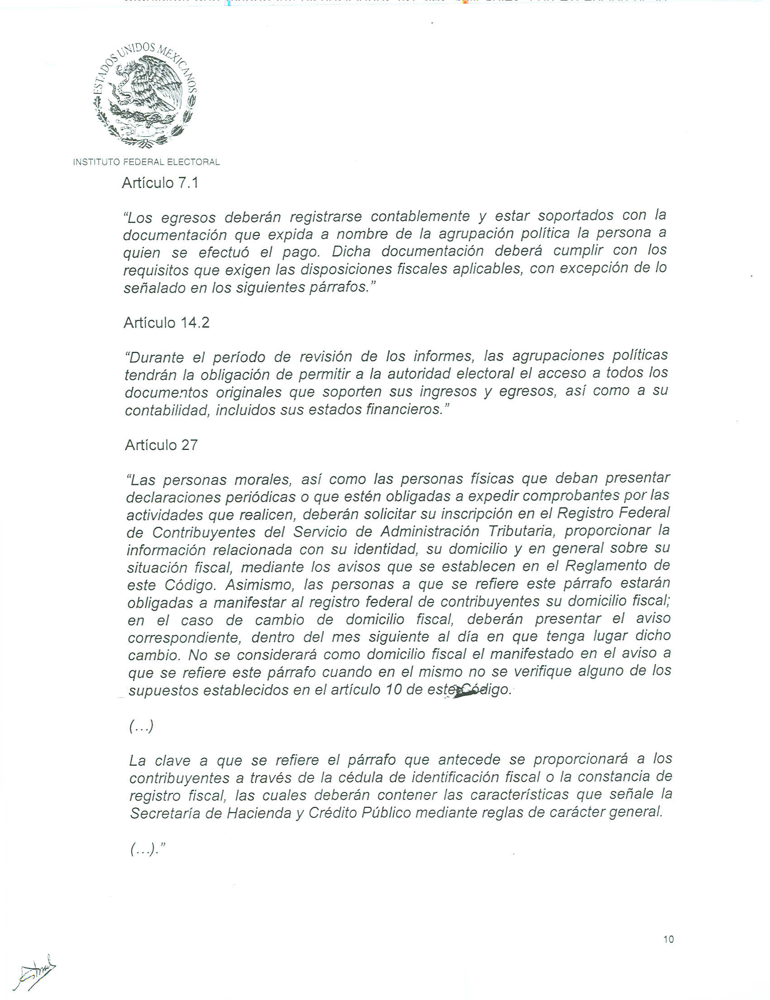 ESTADOS UNIDOS MEXICANOS
INSTITUTO FEDERAL ELECTORAL
Artículo 7.1
“Los egresos deberán registrarse contablemente y estar soportados con la
documentación que expida a nombre de la agrupación política la persona a
quien se efectuó el pago. Dicha documentación deberá cumplir con los
requisitos que exigen las disposiciones fiscales aplicables, con excepción de lo
señalado en los siguientes párrafos.”
Artículo 14.2
“Durante el período de revisión de los informes, las agrupaciones políticas
tendrán la obligación de permitir a la autoridad electoral el acceso a todos los
documentos originales que soporten sus ingresos y egresos, así como a su
contabilidad, incluidos sus estados financieros.”
Artículo 27
“Las personas morales, así como las personas físicas que deban presentar
declaraciones periódicas o que estén obligadas a expedir comprobantes por las
actividades que realicen, deberán solicitar su inscripción en el Registro Federal
de Contribuyentes del Servicio de Administración Tributaria, proporcionar la
información relacionada con su identidad, su domicilio y en general sobre su
situación fiscal, mediante los avisos que se establecen en el Reglamento de
este Código. Asimismo, las personas a que se refiere este párrafo estarán
obligadas a manifestar al registro federal de contribuyentes su domicilio fiscal;
en el caso de cambio de domicilio fiscal, deberán presentar el aviso
correspondiente, dentro del mes siguiente al día en que tenga lugar dicho
cambio. No se considerará como domicilio fiscal el manifestado en el aviso a
que se refiere este párrafo cuando en el mismo no se verifique alguno de los
supuestos establecidos en el artículo 10 de este Código.
(...)
La clave a que se refiere el párrafo que antecede se proporcionará a los
contribuyentes a través de la cédula de identificación fiscal o la constancia de
registro fiscal, las cuales deberán contener las características que señale la
Secretaría de Hacienda y Crédito Público mediante reglas de carácter general.
(...).”
10